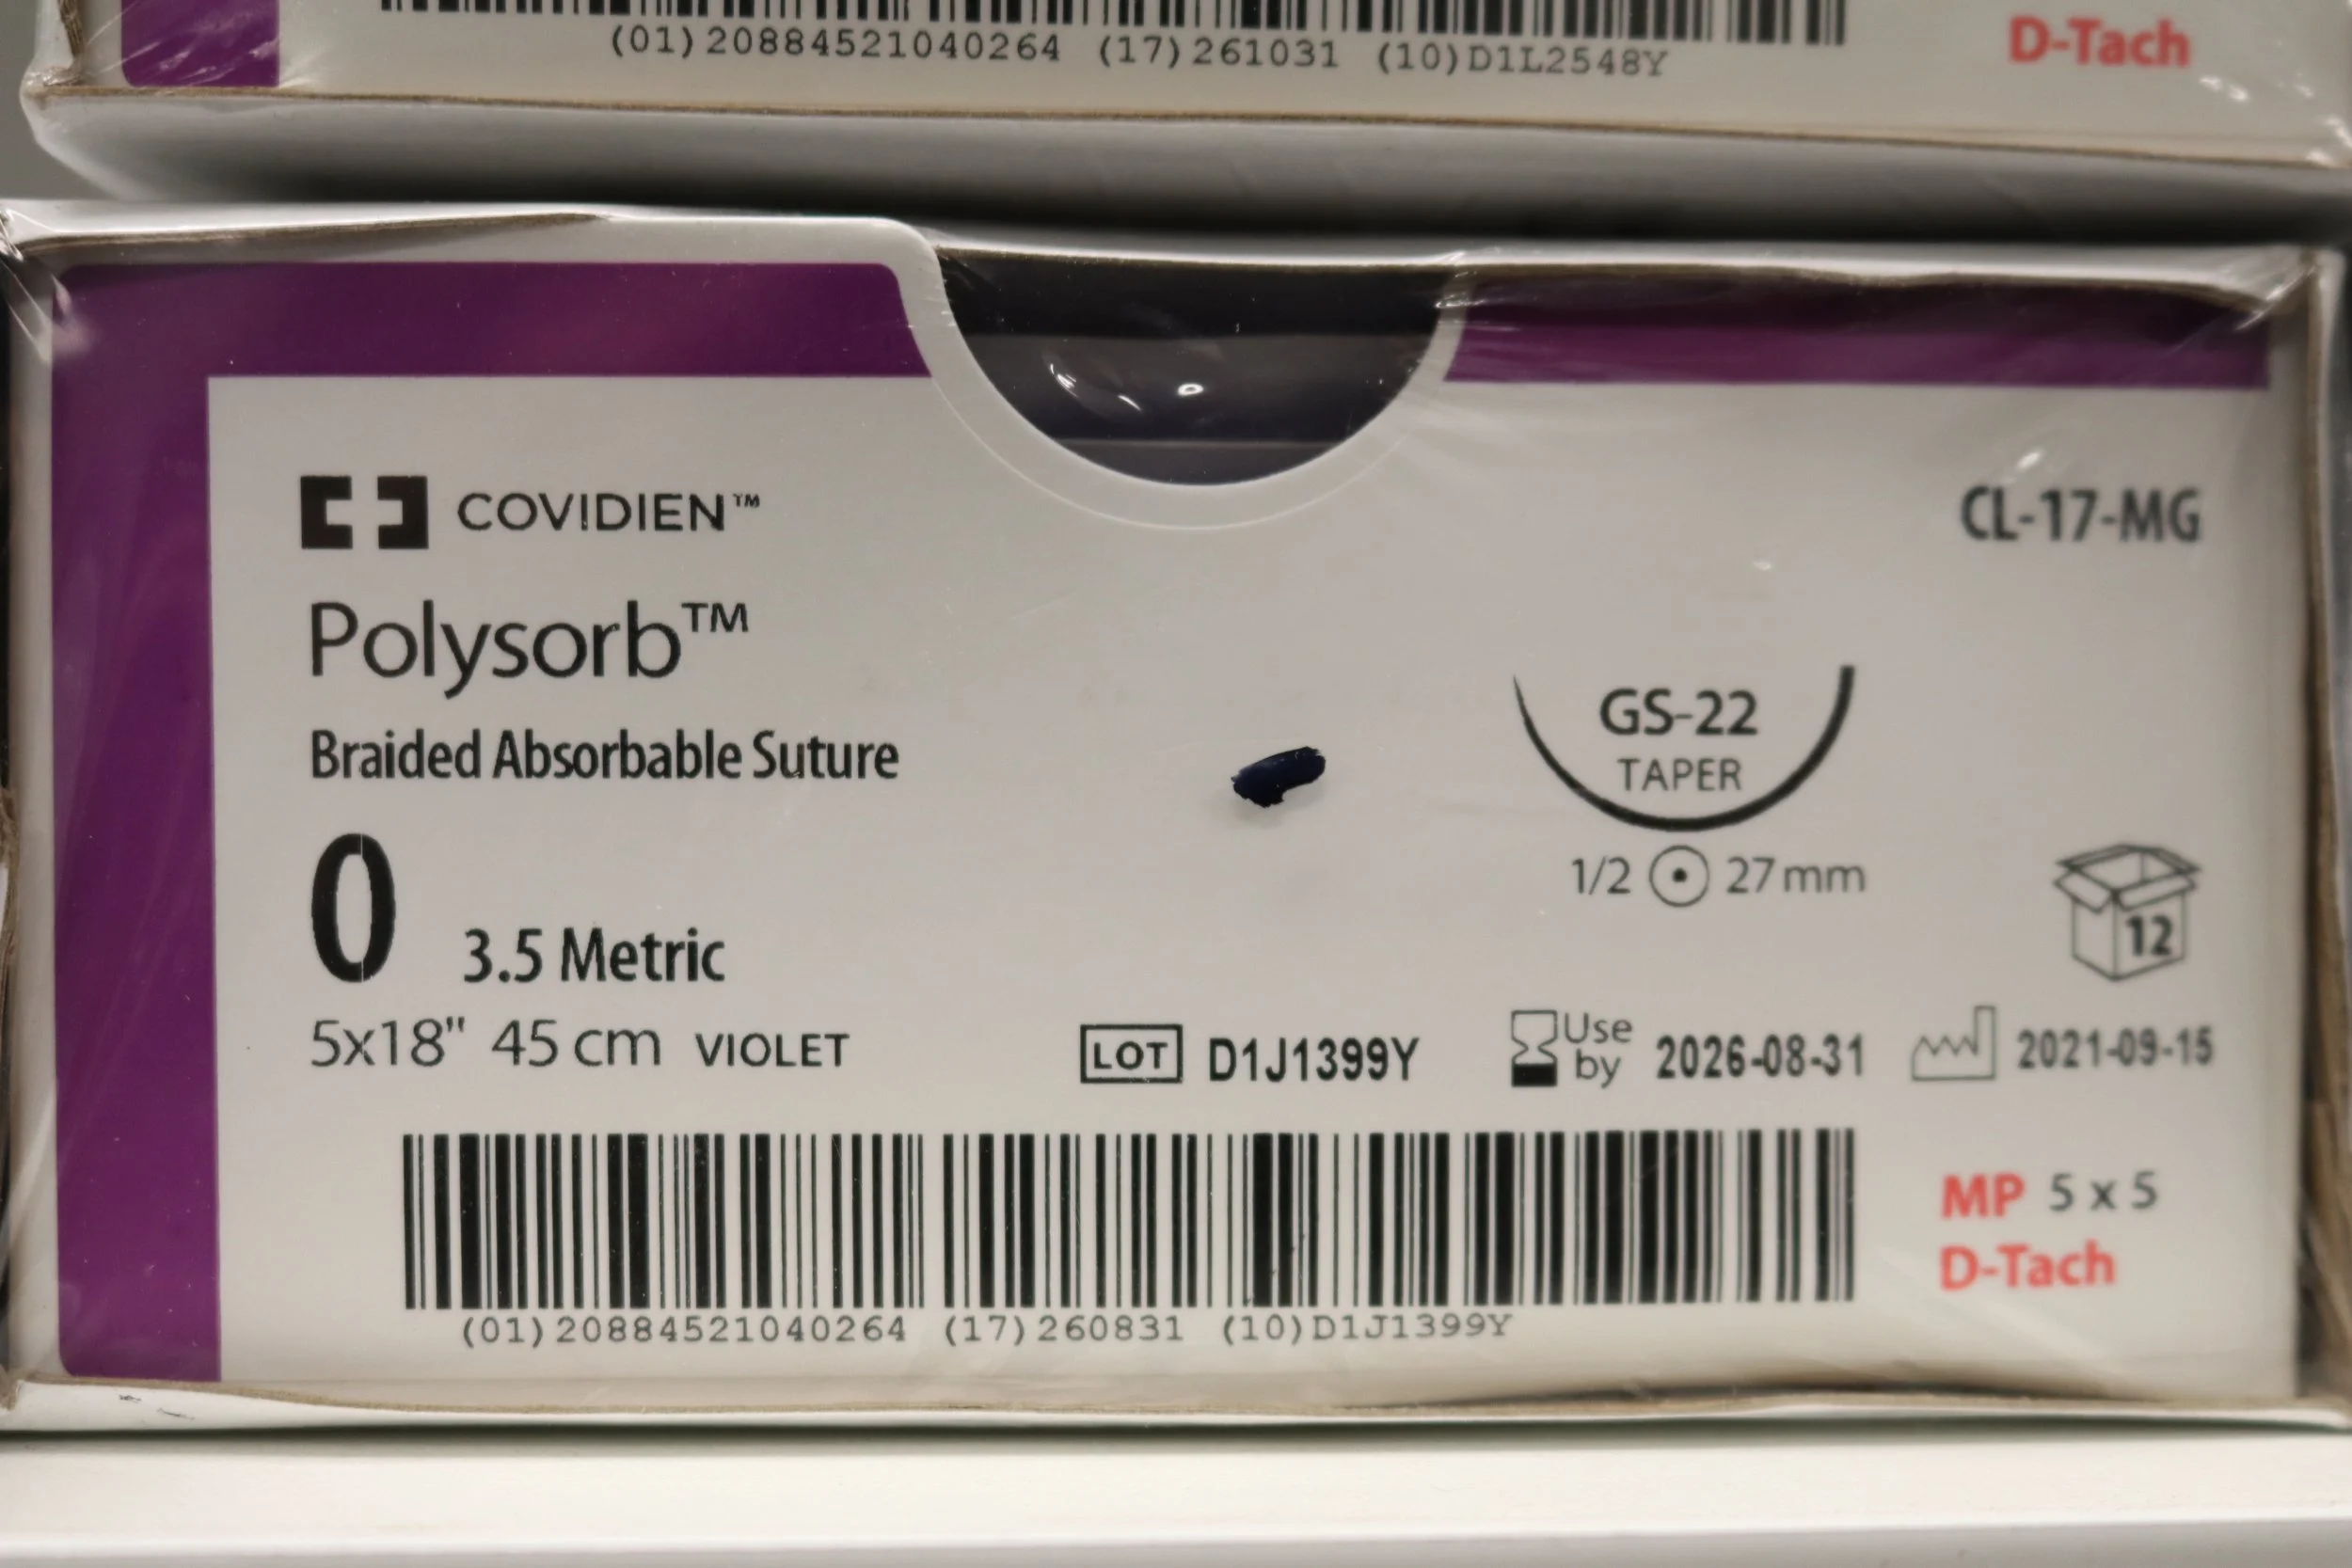 (01)20884521040264 (17)261031 (10)D1L2548Y
D-Tach
COVIDIEN™
CL-17-MG
Polysorb™
Braided Absorbable Suture
GS-22
TAPER
1/2 27 mm
0 3.5 Metric
12
5x18" 45 cm VIOLET
LOT D1J1399Y
Use by 2026-08-31
2021-09-15
MP 5 x 5
D-Tach
(01)20884521040264 (17)260831 (10)D1J1399Y